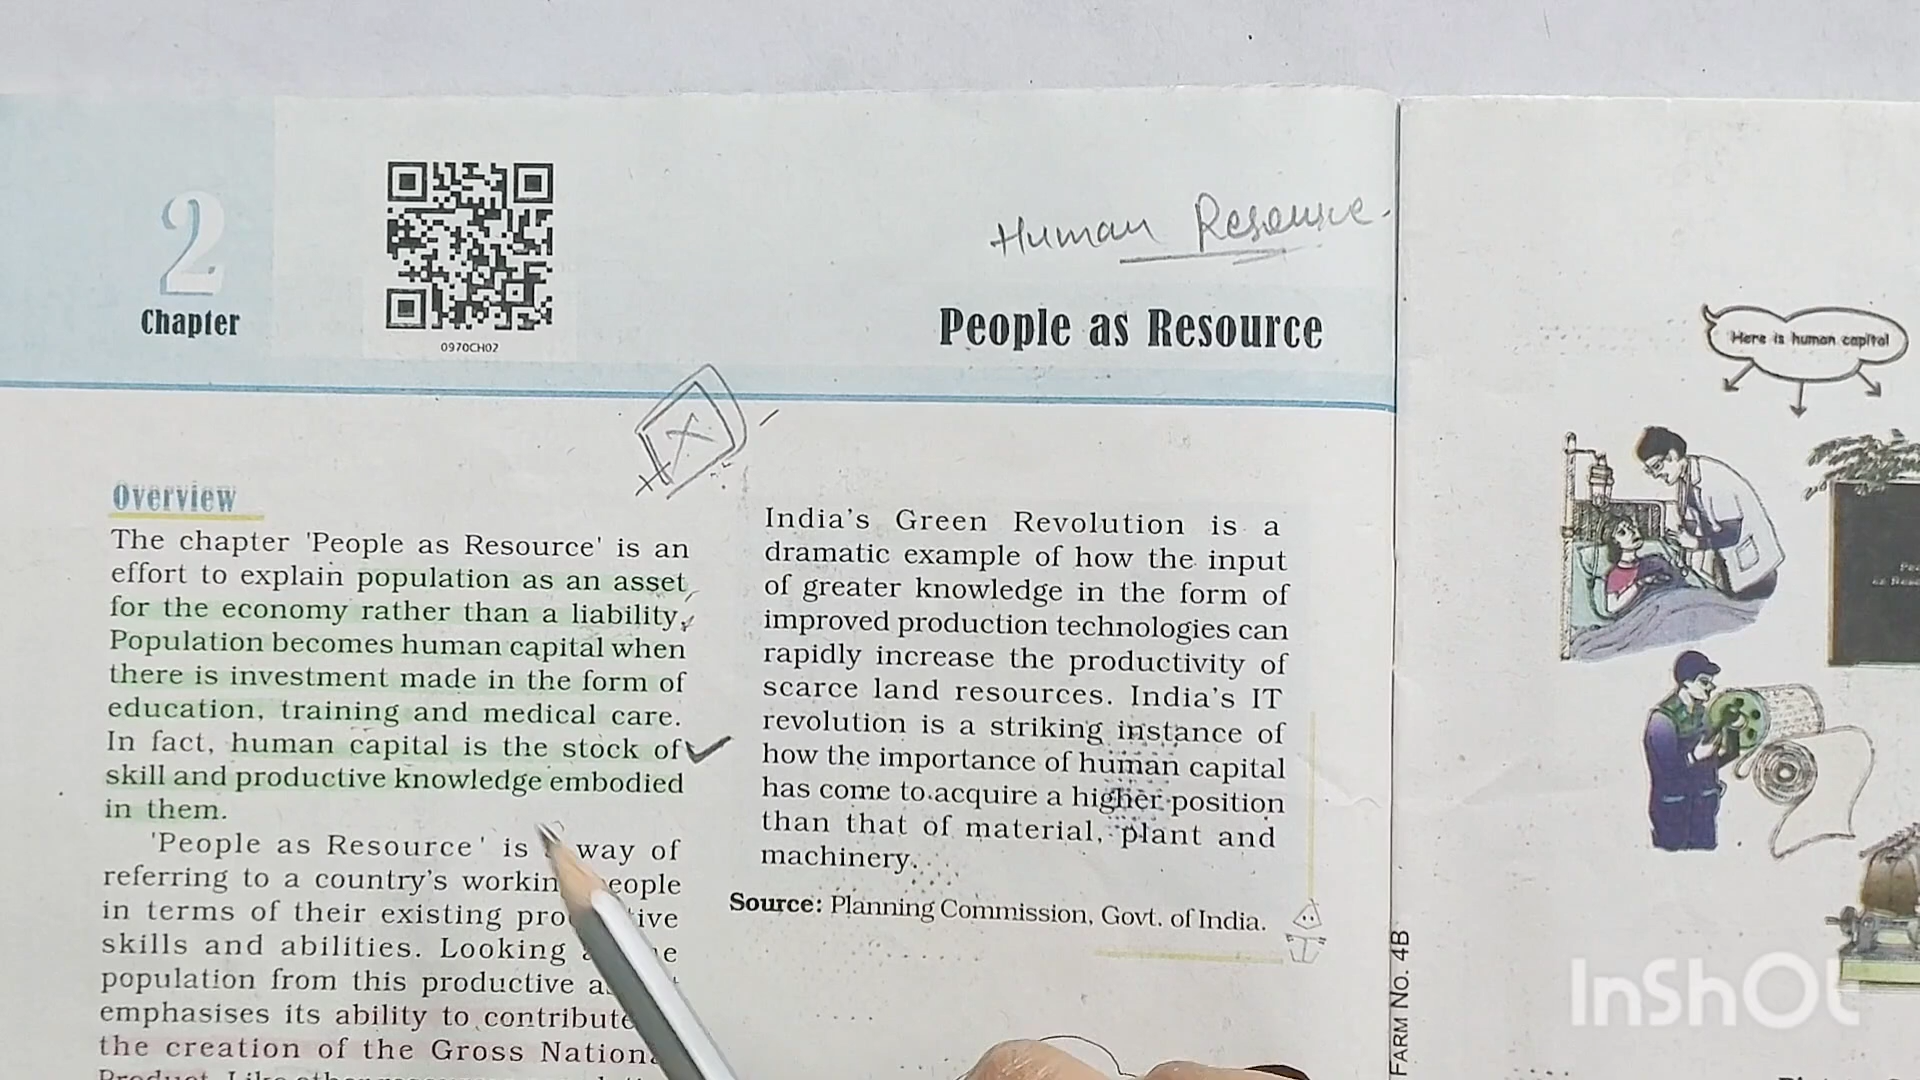 2
Chapter
0970CH02
Human Resource.
People as Resource
Overview
The chapter 'People as Resource' is an
effort to explain population as an asset
for the economy rather than a liability.
Population becomes human capital when
there is investment made in the form of
education, training and medical care.
In fact, human capital is the stock of
skill and productive knowledge embodied
in them.
'People as Resource' is way of
referring to a country's workin eople
in terms of their existing pro tive
skills and abilities. Looking e
population from this productive
emphasises its ability to contribute
the creation of the Gross Nation
India's Green Revolution is a
dramatic example of how the input
of greater knowledge in the form of
improved production technologies can
rapidly increase the productivity of
scarce land resources. India's IT
revolution is a striking instance of
how the importance of human capital
has come to acquire a higher position
than that of material, plant and
machinery.
Source: Planning Commission, Govt. of India.
Here is human capital
FARM NO. 4B
InShOt